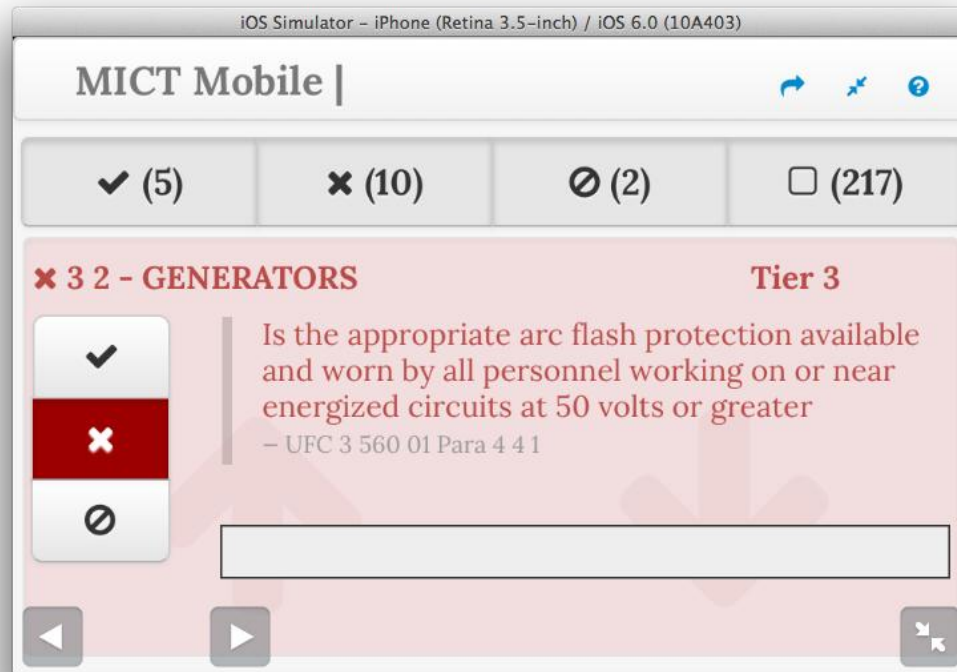 iOS Simulator – iPhone (Retina 3.5-inch) / iOS 6.0 (10A403)
MICT Mobile |
✔ (5) ✖ (10) ⊘ (2) ☐ (217)
✖ 3 2 - GENERATORS Tier 3
Is the appropriate arc flash protection available
and worn by all personnel working on or near
energized circuits at 50 volts or greater
– UFC 3 560 01 Para 4 4 1